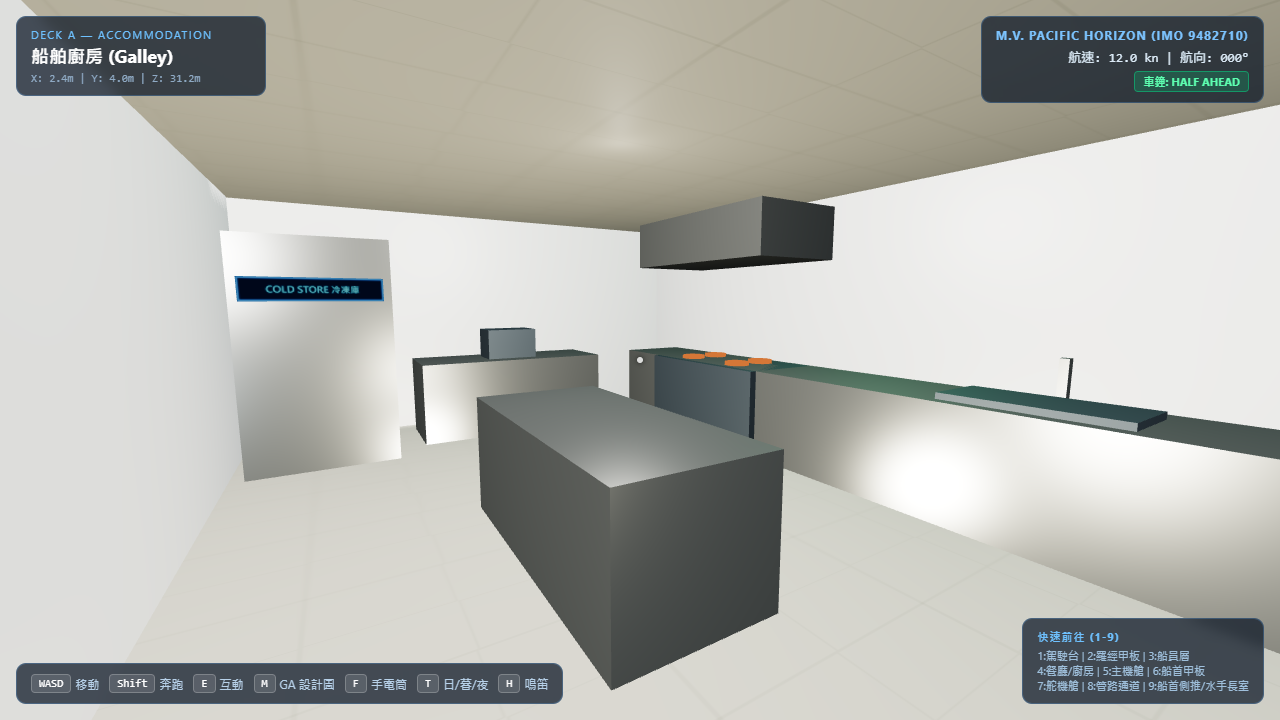 DECK A — ACCOMMODATION
船舶廚房 (Galley)
X: 2.4m | Y: 4.0m | Z: 31.2m
M.V. PACIFIC HORIZON (IMO 9482710)
航速: 12.0 kn | 航向: 000°
車鐘: HALF AHEAD
COLD STORE 冷凍庫
WASD 移動 Shift 奔跑 E 互動 M GA 設計圖 F 手電筒 T 日/暮/夜 H 鳴笛
快速前往 (1-9)
1:駕駛台 | 2:羅經甲板 | 3:船員層
4:餐廳/廚房 | 5:主機艙 | 6:船首甲板
7:舵機艙 | 8:管路通道 | 9:船首側推/水手長室